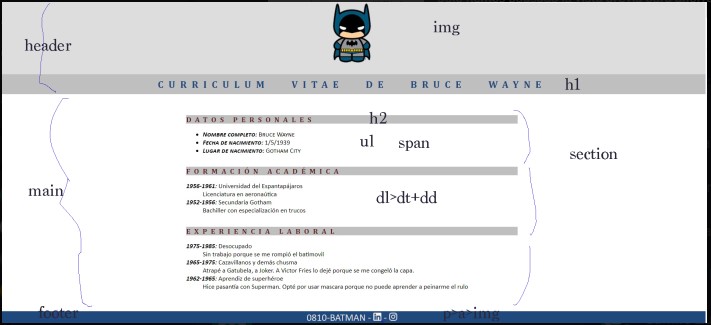 img
header
CURRICULUM VITAE DE BRUCE WAYNE h1
DATOS PERSONALES h2
• NOMBRE COMPLETO: BRUCE WAYNE
• FECHA DE NACIMIENTO: 1/5/1939
• LUGAR DE NACIMIENTO: GOTHAM CITY
ul span
section
FORMACIÓN ACADÉMICA
main
1956-1961: Universidad del Espantapájaros
Licenciatura en aeronaútica
1952-1956: Secundaria Gotham
Bachiller con especialización en trucos
dl>dt+dd
EXPERIENCIA LABORAL
1975-1985: Desocupado
Sin trabajo porque se me rompió el batimovil
1965-1975: Cazavillanos y demás chusma
Atrapé a Gatubela, a Joker. A Victor Fries lo dejé porque se me congeló la capa.
1962-1965: Aprendiz de superhéroe
Hice pasantía con Superman. Opté por usar mascara porque no puede aprender a peinarme el rulo
footer
0810-BATMAN - in -
p>a>img